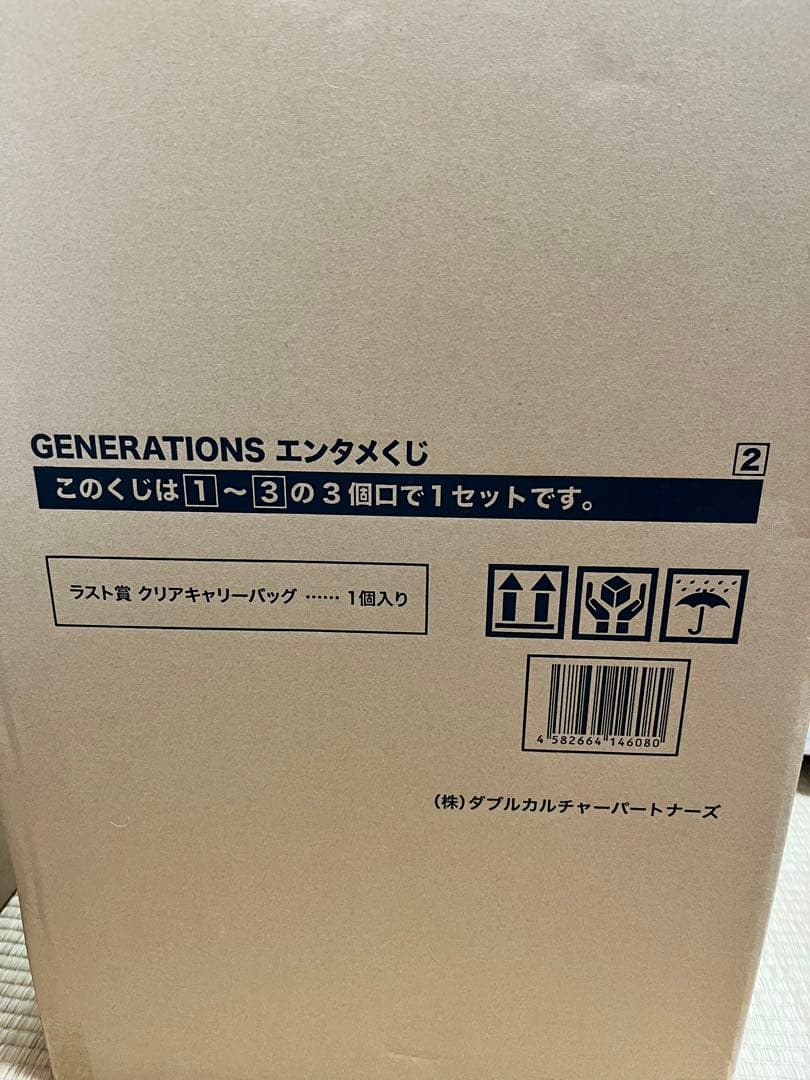 GENERATIONS エンタメくじ
2
このくじは1〜3の3個口で1セットです。
ラスト賞 クリアキャリーバッグ …… 1個入り
4 582664 146080
(株)ダブルカルチャーパートナーズ